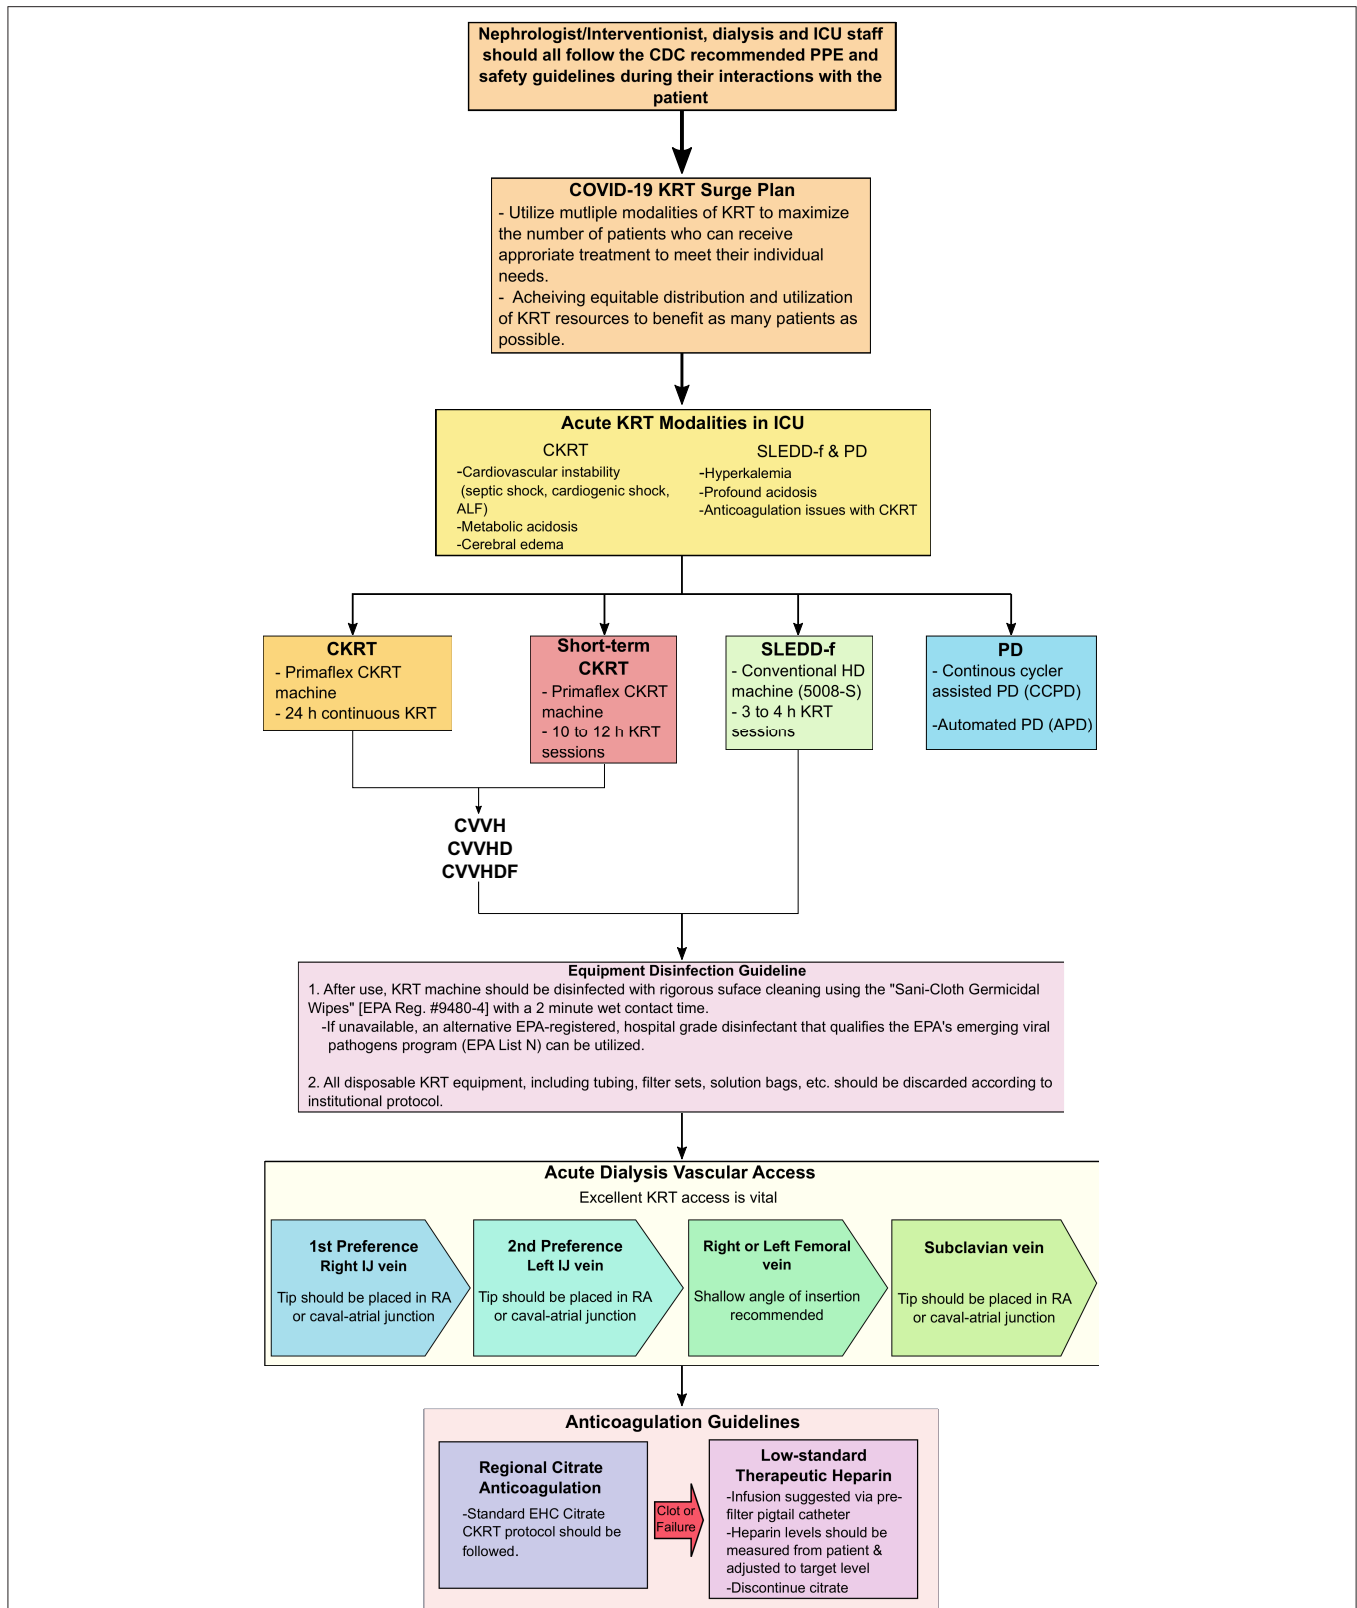 Nephrologist/Interventionist, dialysis and ICU staff
should all follow the CDC recommended PPE and
safety guidelines during their interactions with the
patient
COVID-19 KRT Surge Plan
- Utilize mutliple modalities of KRT to maximize
the number of patients who can receive
approriate treatment to meet their individual
needs.
- Acheiving equitable distribution and utilization
of KRT resources to benefit as many patients as
possible.
Acute KRT Modalities in ICU
CKRT
-Cardiovascular instability
(septic shock, cardiogenic shock,
ALF)
-Metabolic acidosis
-Cerebral edema
SLEDD-f & PD
-Hyperkalemia
-Profound acidosis
-Anticoagulation issues with CKRT
CKRT
- Primaflex CKRT
machine
- 24 h continuous KRT
Short-term
CKRT
- Primaflex CKRT
machine
- 10 to 12 h KRT
sessions
SLEDD-f
- Conventional HD
machine (5008-S)
- 3 to 4 h KRT
sessions
PD
- Continous cycler
assisted PD (CCPD)
-Automated PD (APD)
CVVH
CVVHD
CVVHDF
Equipment Disinfection Guideline
1. After use, KRT machine should be disinfected with rigorous suface cleaning using the "Sani-Cloth Germicidal
Wipes" [EPA Reg. #9480-4] with a 2 minute wet contact time.
-If unavailable, an alternative EPA-registered, hospital grade disinfectant that qualifies the EPA's emerging viral
pathogens program (EPA List N) can be utilized.
2. All disposable KRT equipment, including tubing, filter sets, solution bags, etc. should be discarded according to
institutional protocol.
Acute Dialysis Vascular Access
Excellent KRT access is vital
1st Preference
Right IJ vein
Tip should be placed in RA
or caval-atrial junction
2nd Preference
Left IJ vein
Tip should be placed in RA
or caval-atrial junction
Right or Left Femoral
vein
Shallow angle of insertion
recommended
Subclavian vein
Tip should be placed in RA
or caval-atrial junction
Anticoagulation Guidelines
Regional Citrate
Anticoagulation
-Standard EHC Citrate
CKRT protocol should be
followed.
Clot or
Failure
Low-standard
Therapeutic Heparin
-Infusion suggested via pre-
filter pigtail catheter
-Heparin levels should be
measured from patient &
adjusted to target level
-Discontinue citrate